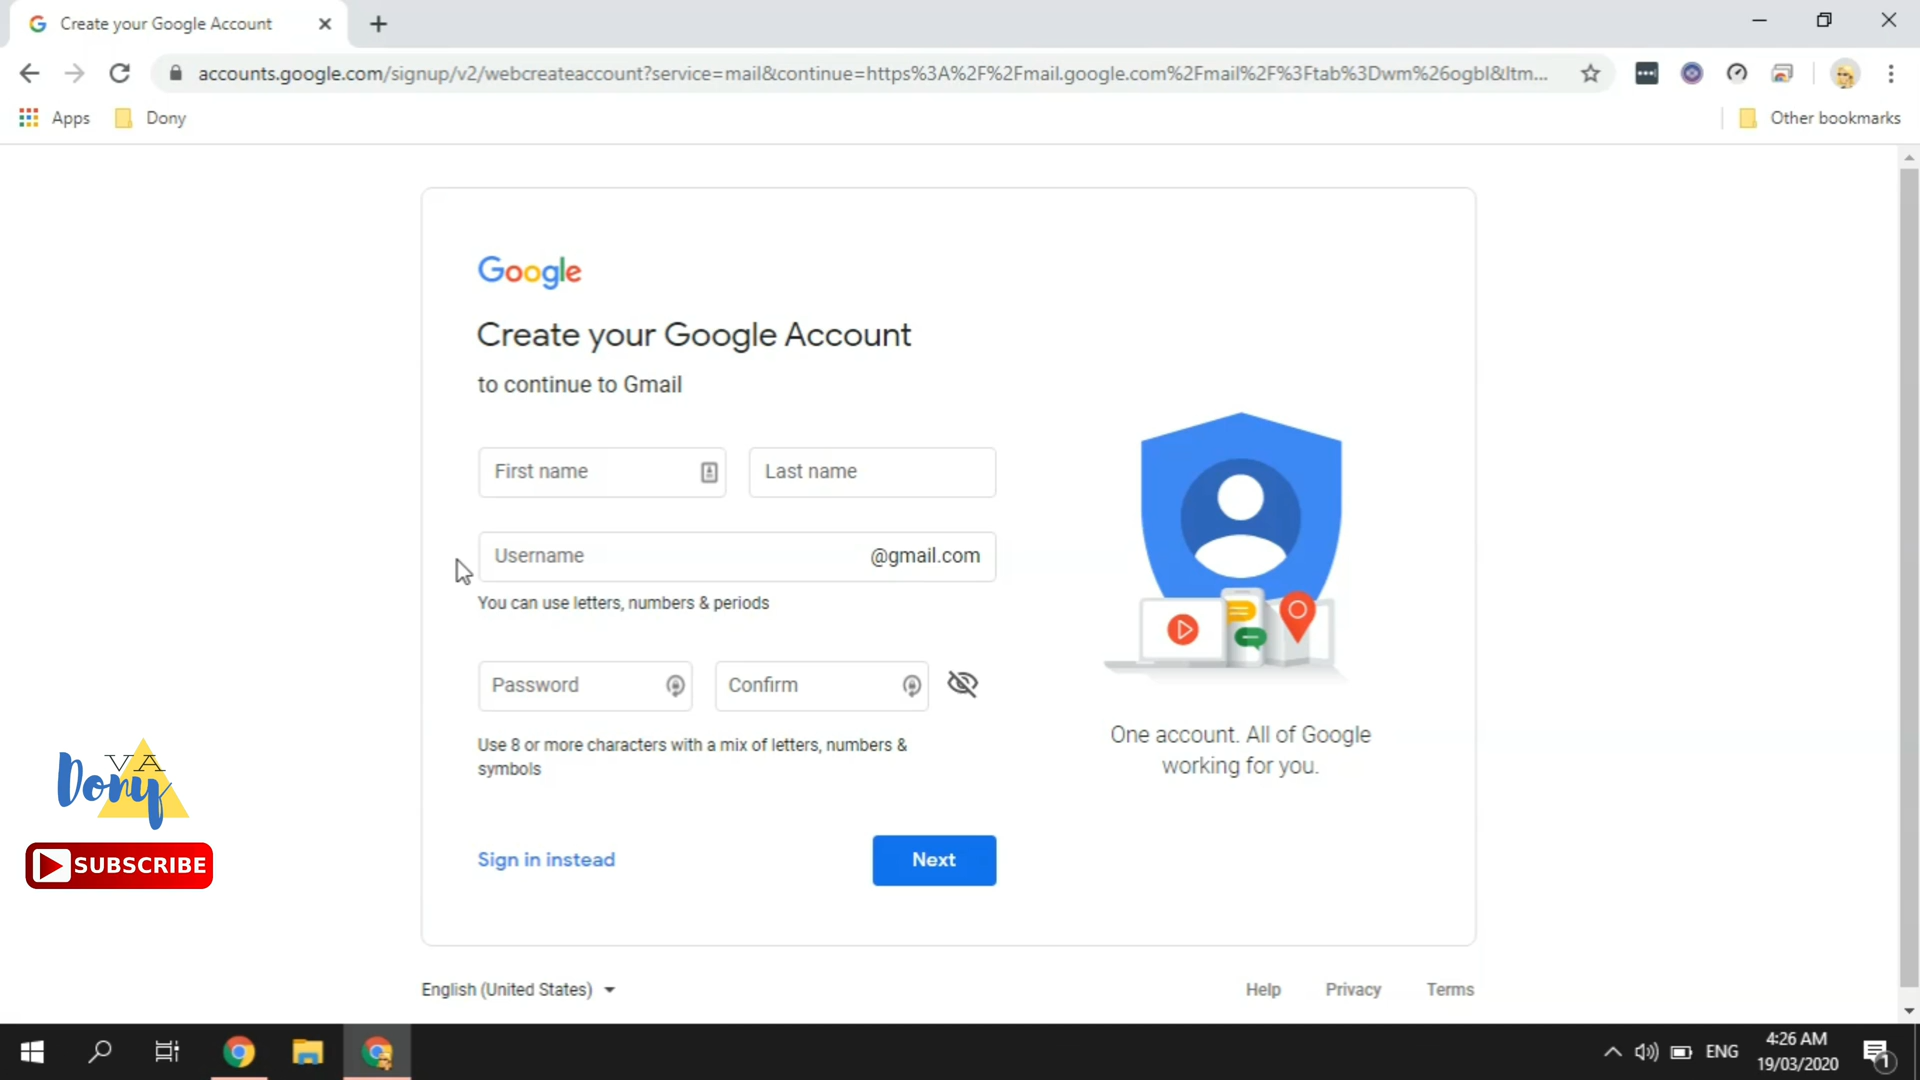 Create your Google Account
accounts.google.com/signup/v2/webcreateaccount?service=mail&continue=https%3A%2F%2Fmail.google.com%2Fmail%2F%3Ftab%3Dwm%26ogbl&ltm...
Apps
Dony
Other bookmarks
Google
Create your Google Account
to continue to Gmail
First name
Last name
Username
@gmail.com
You can use letters, numbers & periods
Password
Confirm
Use 8 or more characters with a mix of letters, numbers &
symbols
One account. All of Google
working for you.
VA
Dony
SUBSCRIBE
Sign in instead
Next
English (United States)
Help
Privacy
Terms
ENG
4:26 AM
19/03/2020
1